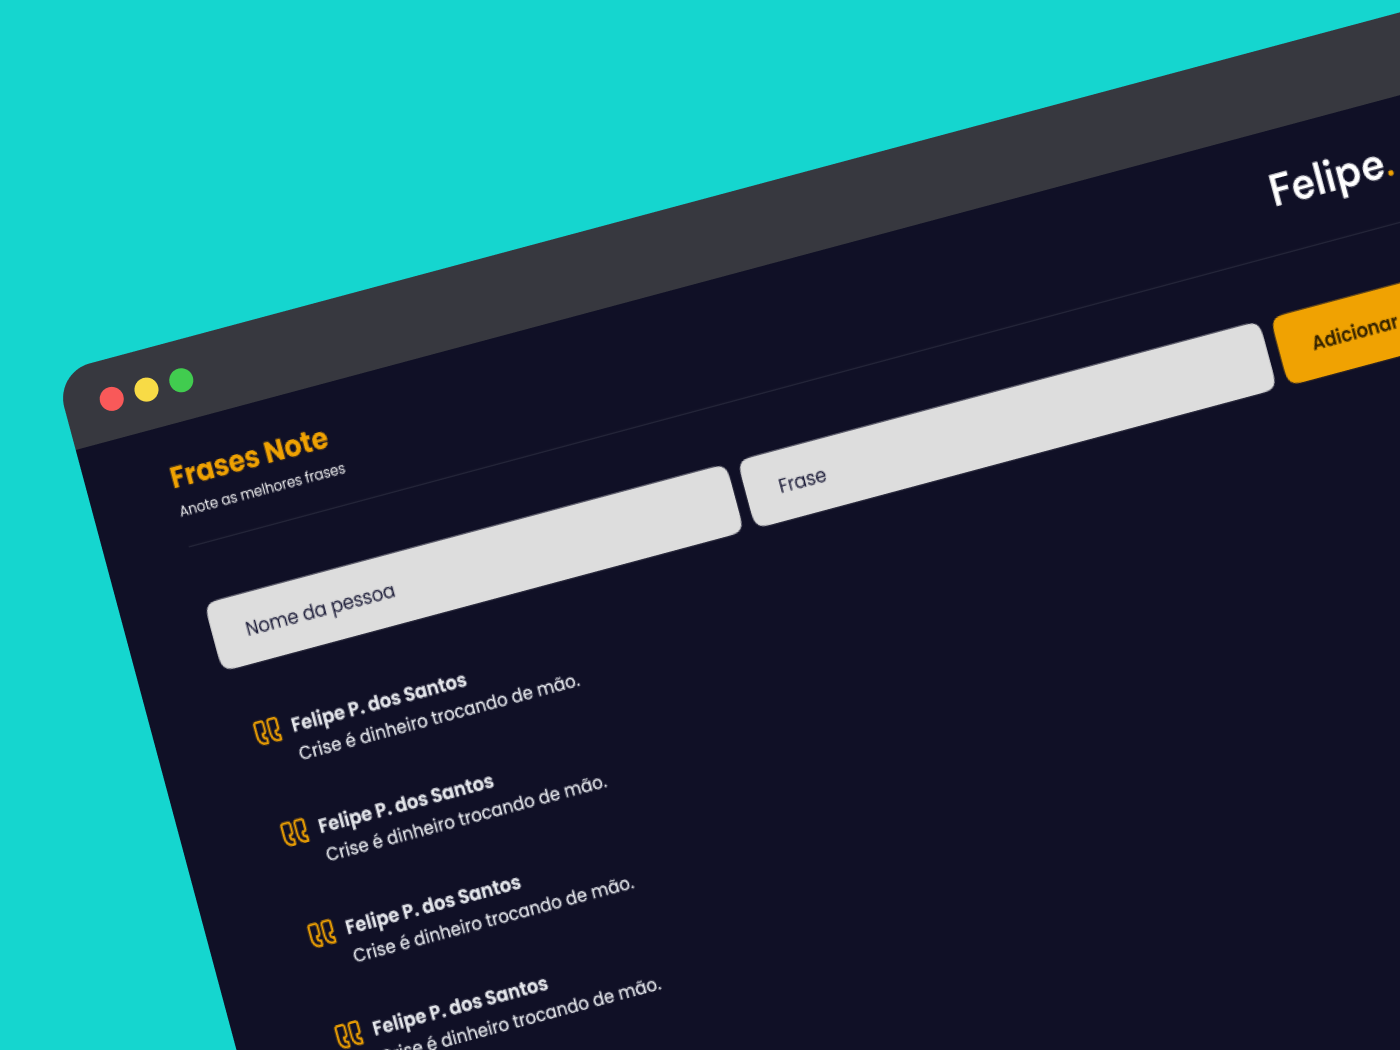 Felipe.
Frases Note
Anote as melhores frases
Nome da pessoa
Frase
Adicionar
Felipe P. dos Santos
Crise é dinheiro trocando de mão.
Felipe P. dos Santos
Crise é dinheiro trocando de mão.
Felipe P. dos Santos
Crise é dinheiro trocando de mão.
Felipe P. dos Santos
Crise é dinheiro trocando de mão.